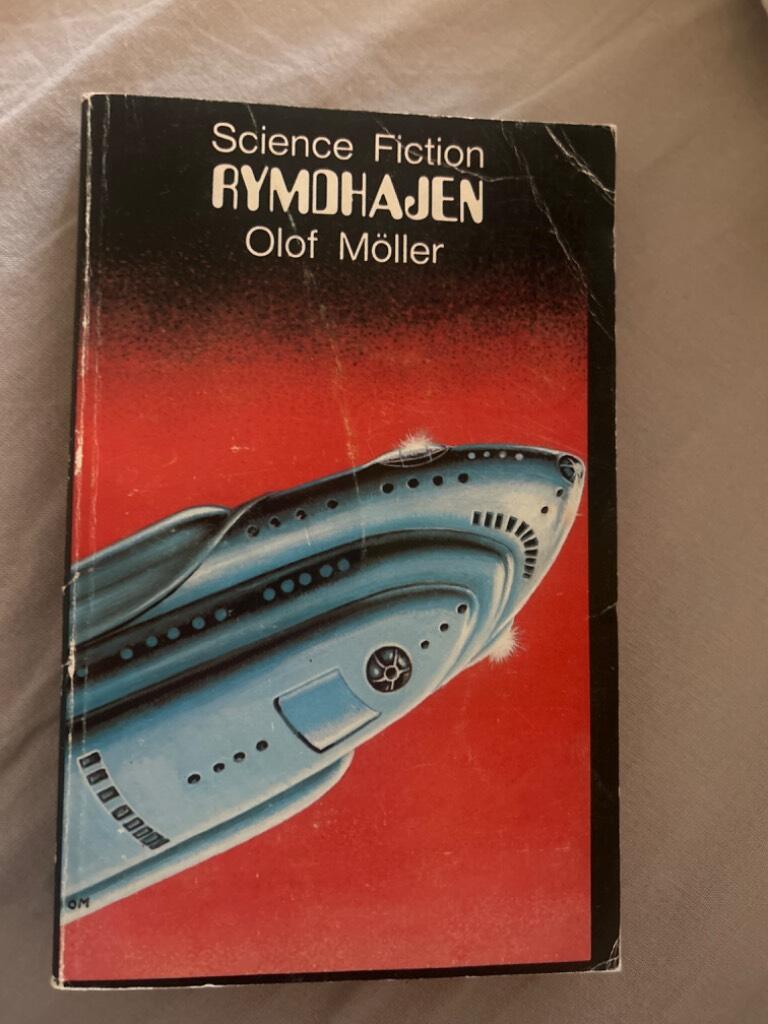 Science Fiction
RYMDHAJEN
Olof Möller
OM